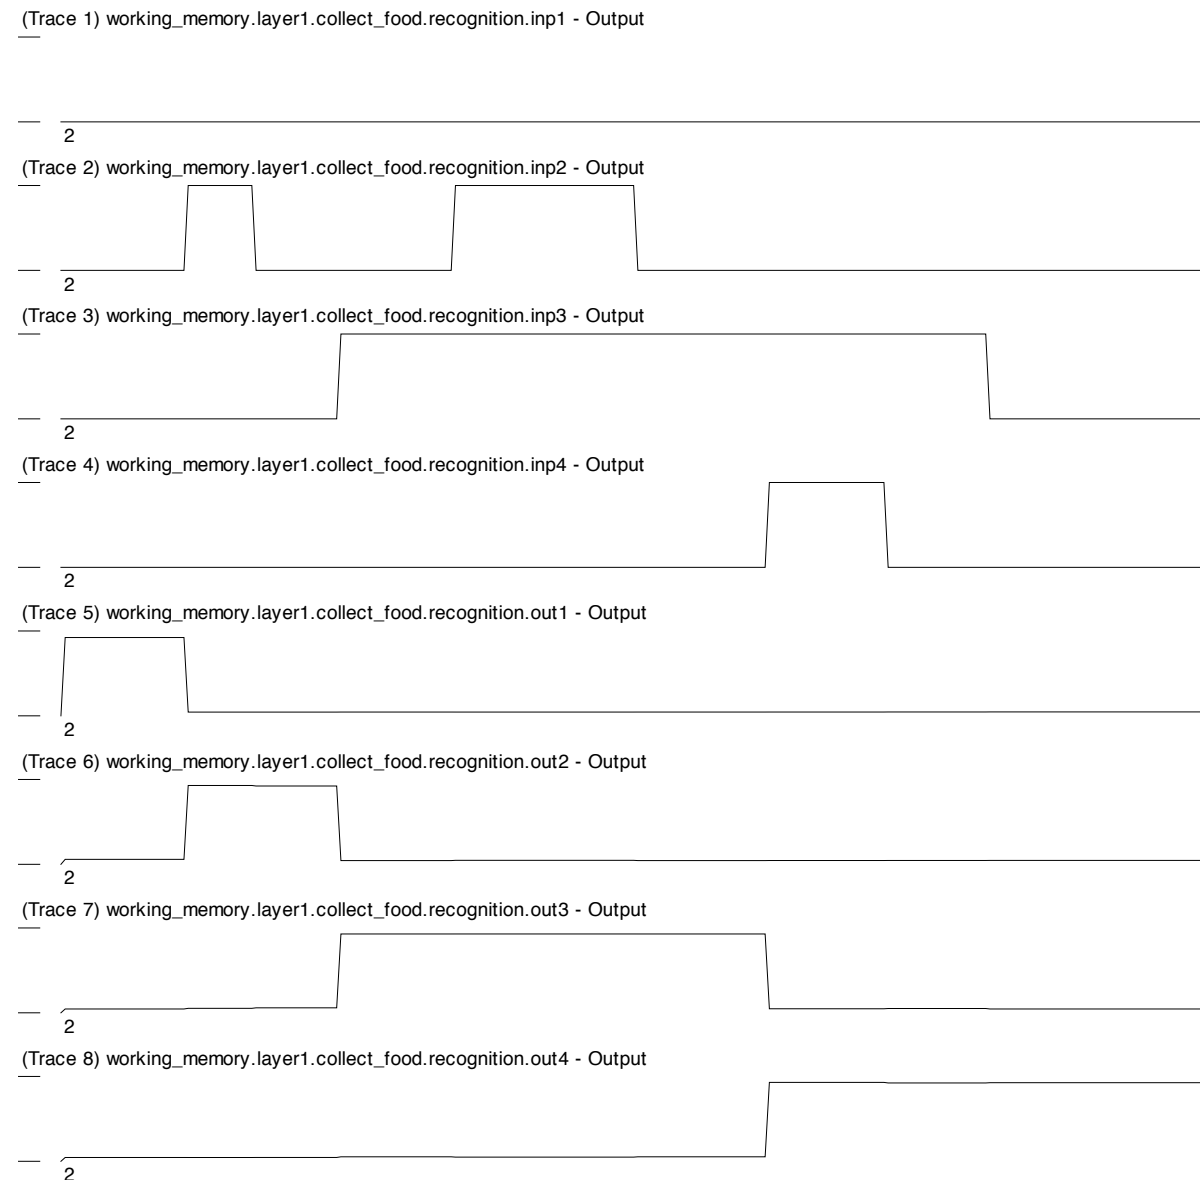 (Trace 1) working_memory.layer1.collect_food.recognition.inp1 - Output
2
(Trace 2) working_memory.layer1.collect_food.recognition.inp2 - Output
2
(Trace 3) working_memory.layer1.collect_food.recognition.inp3 - Output
2
(Trace 4) working_memory.layer1.collect_food.recognition.inp4 - Output
2
(Trace 5) working_memory.layer1.collect_food.recognition.out1 - Output
2
(Trace 6) working_memory.layer1.collect_food.recognition.out2 - Output
2
(Trace 7) working_memory.layer1.collect_food.recognition.out3 - Output
2
(Trace 8) working_memory.layer1.collect_food.recognition.out4 - Output
2